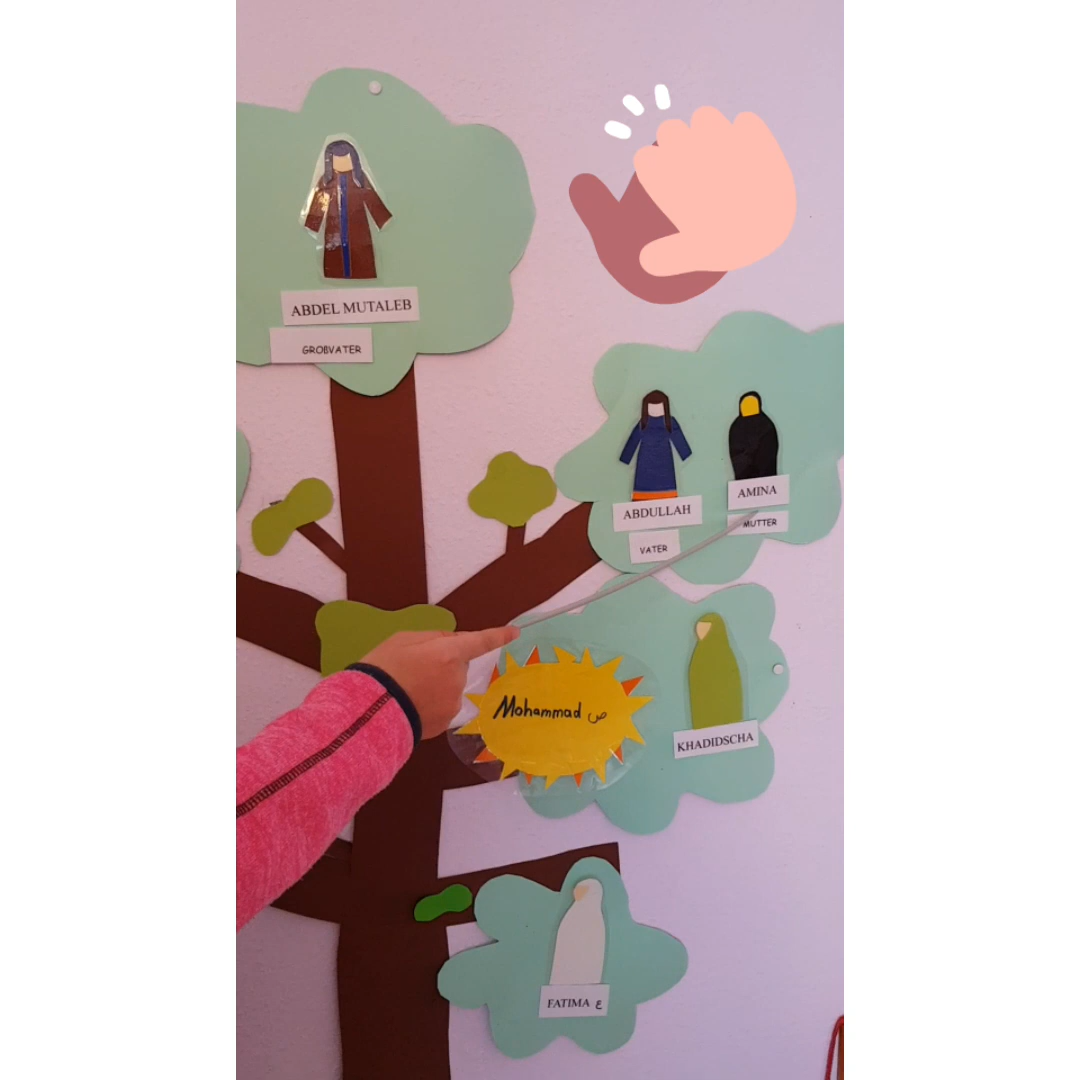 ABDEL MUTALEB
GROßVATER
ABDULLAH
VATER
AMINA
MUTTER
Mohammad ص
KHADIDSCHA
FATIMA ع